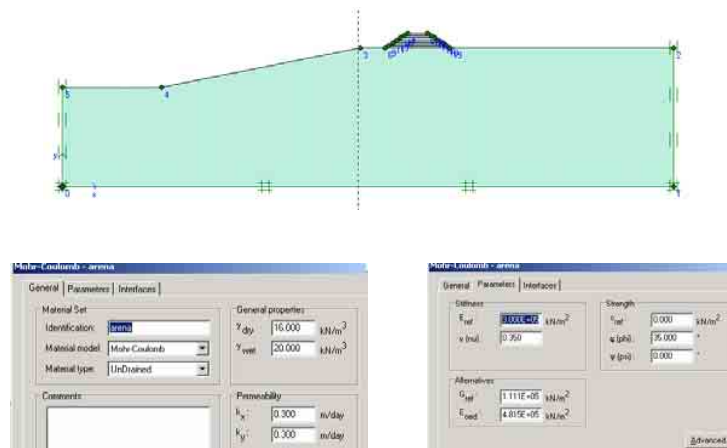 3
2
5
4
y
x
0
1
Mohr-Coulomb - arena
General Parameters Interfaces
Material Set
Identification: arena
Material model: Mohr-Coulomb
Material type: UnDrained
General properties
γdry 16.000 kN/m3
γwet 20.000 kN/m3
Comments
Permeability
kx: 0.300 m/day
ky: 0.300 m/day
Mohr-Coulomb - arena
General Parameters Interfaces
Stiffness
Eref 3.000E+05 kN/m2
ν (nu): 0.350
Strength
cref 0.000 kN/m2
φ (phi): 35.000 °
ψ (psi): 0.000 °
Alternatives
Gref 1.111E+05 kN/m2
Eoed 4.815E+05 kN/m2
Advanced